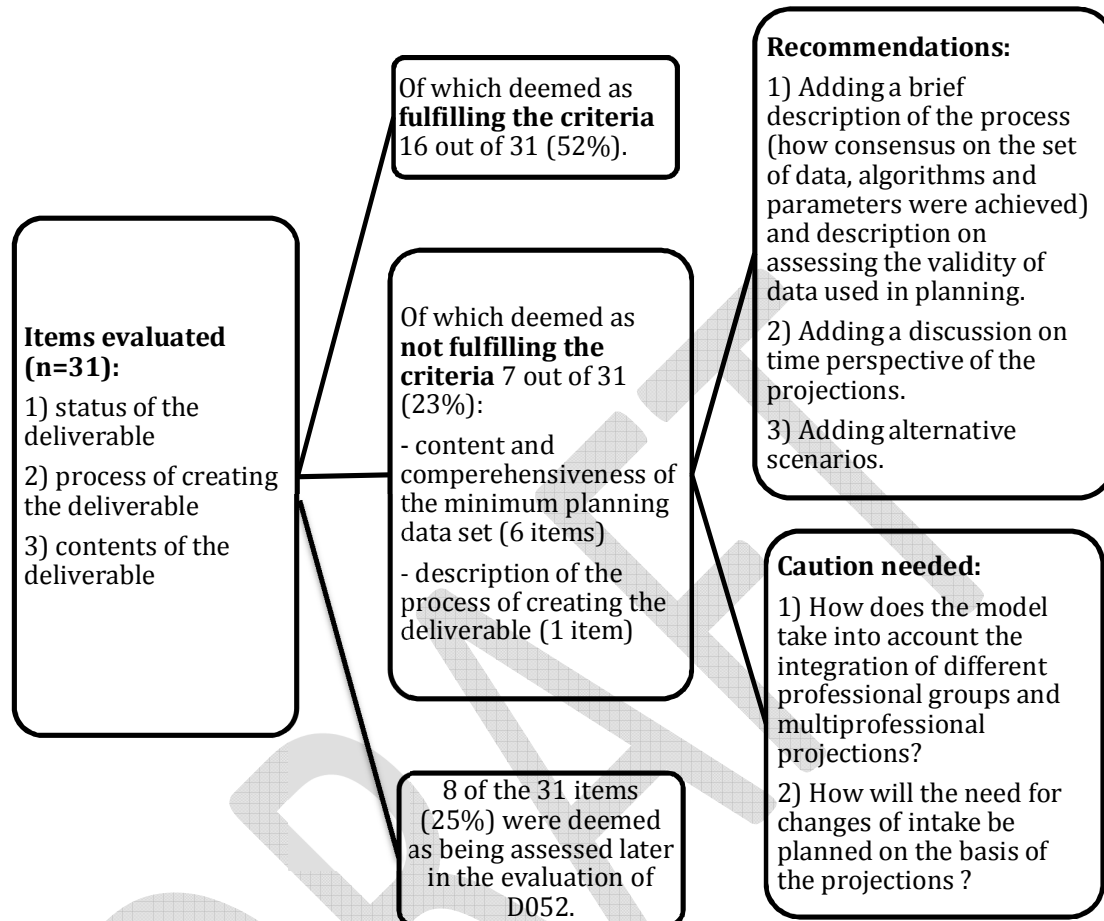 Items evaluated
(n=31):
1) status of the
deliverable
2) process of creating
the deliverable
3) contents of the
deliverable
Of which deemed as
fulfilling the criteria
16 out of 31 (52%).
Of which deemed as
not fulfilling the
criteria 7 out of 31
(23%):
- content and
comperehensiveness of
the minimum planning
data set (6 items)
- description of the
process of creating the
deliverable (1 item)
8 of the 31 items
(25%) were deemed
as being assessed later
in the evaluation of
D052.
Recommendations:
1) Adding a brief
description of the process
(how consensus on the set
of data, algorithms and
parameters were achieved)
and description on
assessing the validity of
data used in planning.
2) Adding a discussion on
time perspective of the
projections.
3) Adding alternative
scenarios.
Caution needed:
1) How does the model
take into account the
integration of different
professional groups and
multiprofessional
projections?
2) How will the need for
changes of intake be
planned on the basis of
the projections ?
DRAFT